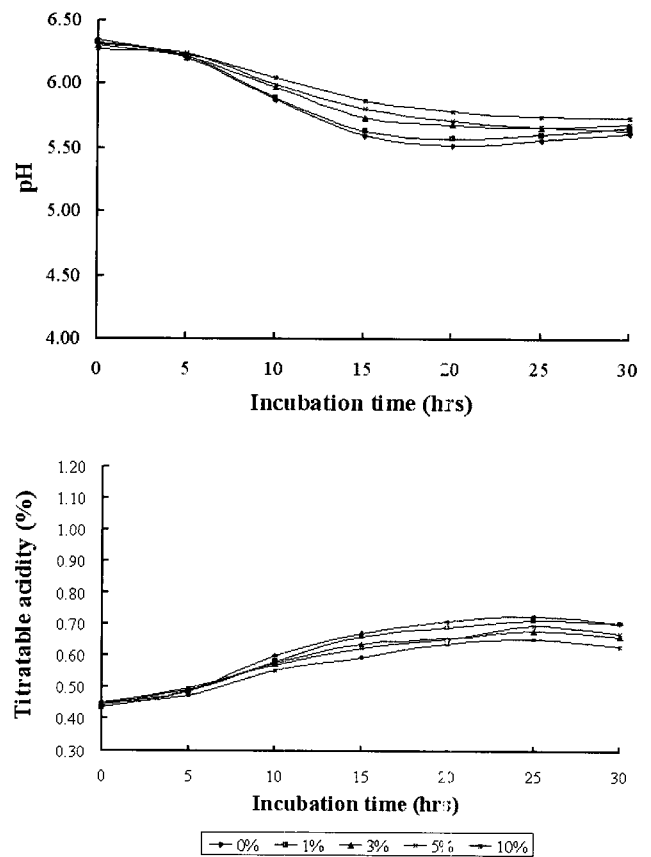 6.50
6.00
5.50
5.00
4.50
4.00
pH
0 5 10 15 20 25 30
Incubation time (hrs)
1.20
1.10
1.00
0.90
0.80
0.70
0.60
0.50
0.40
0.30
Titratable acidity (%)
0 5 10 15 20 25 30
Incubation time (hrs)
0% 1% 3% 5% 10%